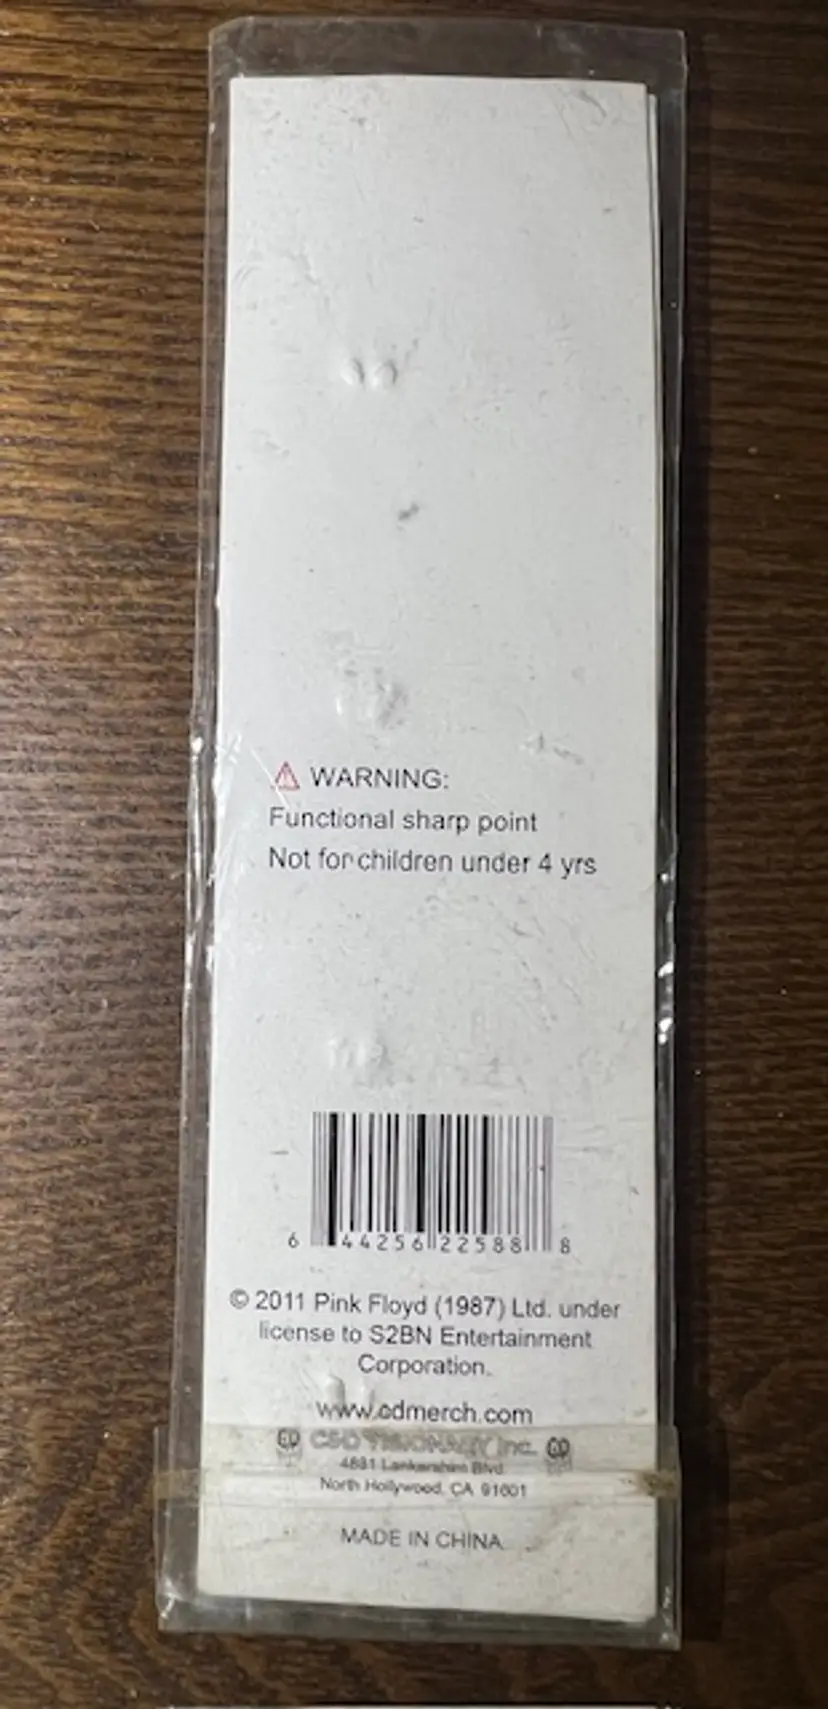 WARNING:
Functional sharp point
Not for children under 4 yrs
6 44256 22588 8
© 2011 Pink Floyd (1987) Ltd. under
license to S2BN Entertainment
Corporation.
www.cdmerch.com
C&D VISIONARY Inc.
4881 Lankershim Blvd.
North Hollywood, CA 91601
MADE IN CHINA